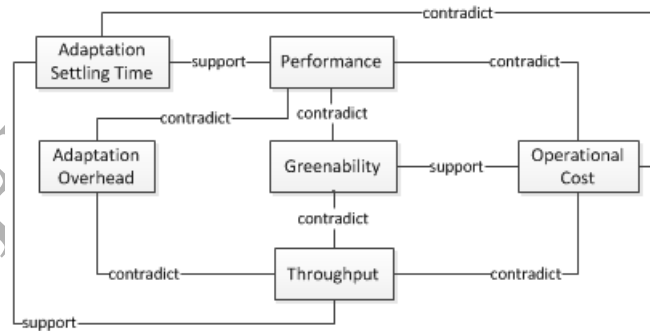 contradict
Adaptation
Settling Time
support
Performance
contradict
contradict
contradict
Adaptation
Overhead
Greenability
support
Operational
Cost
contradict
contradict
Throughput
contradict
support